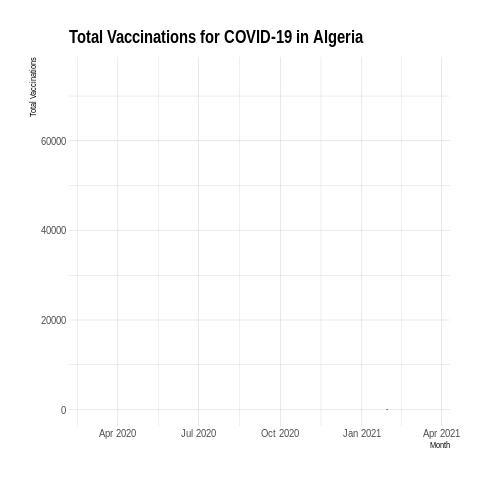 Total Vaccinations for COVID-19 in Algeria
Total Vaccinations
60000
40000
20000
0
Apr 2020 Jul 2020 Oct 2020 Jan 2021 Apr 2021
Month